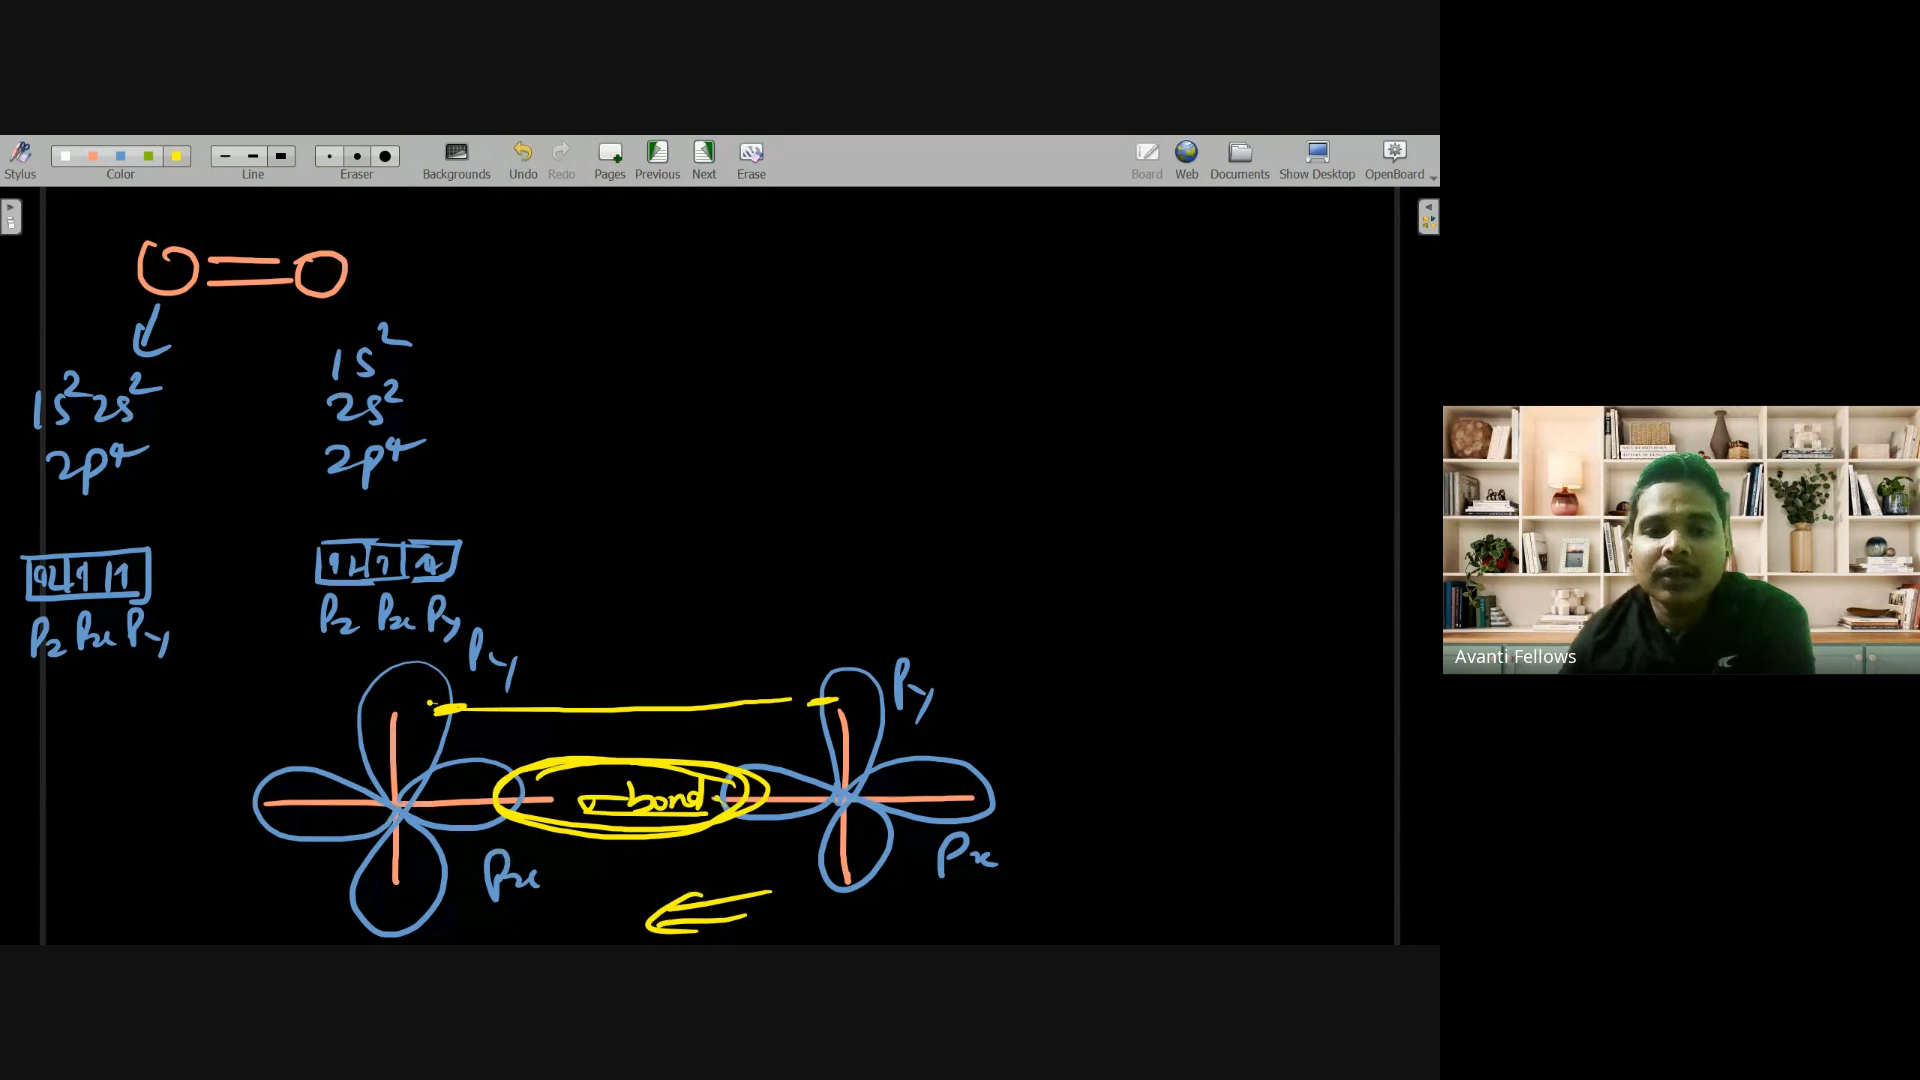 Stylus Color Line Eraser Backgrounds Undo Redo Pages Previous Next Erase Board Web Documents Show Desktop OpenBoard
O=O
1s² 2s²
2p⁴
1s²
2s²
2p⁴
Pz Px Py
Pz Px Py
Py
Py
σ-bond
Px
Px
Avanti Fellows